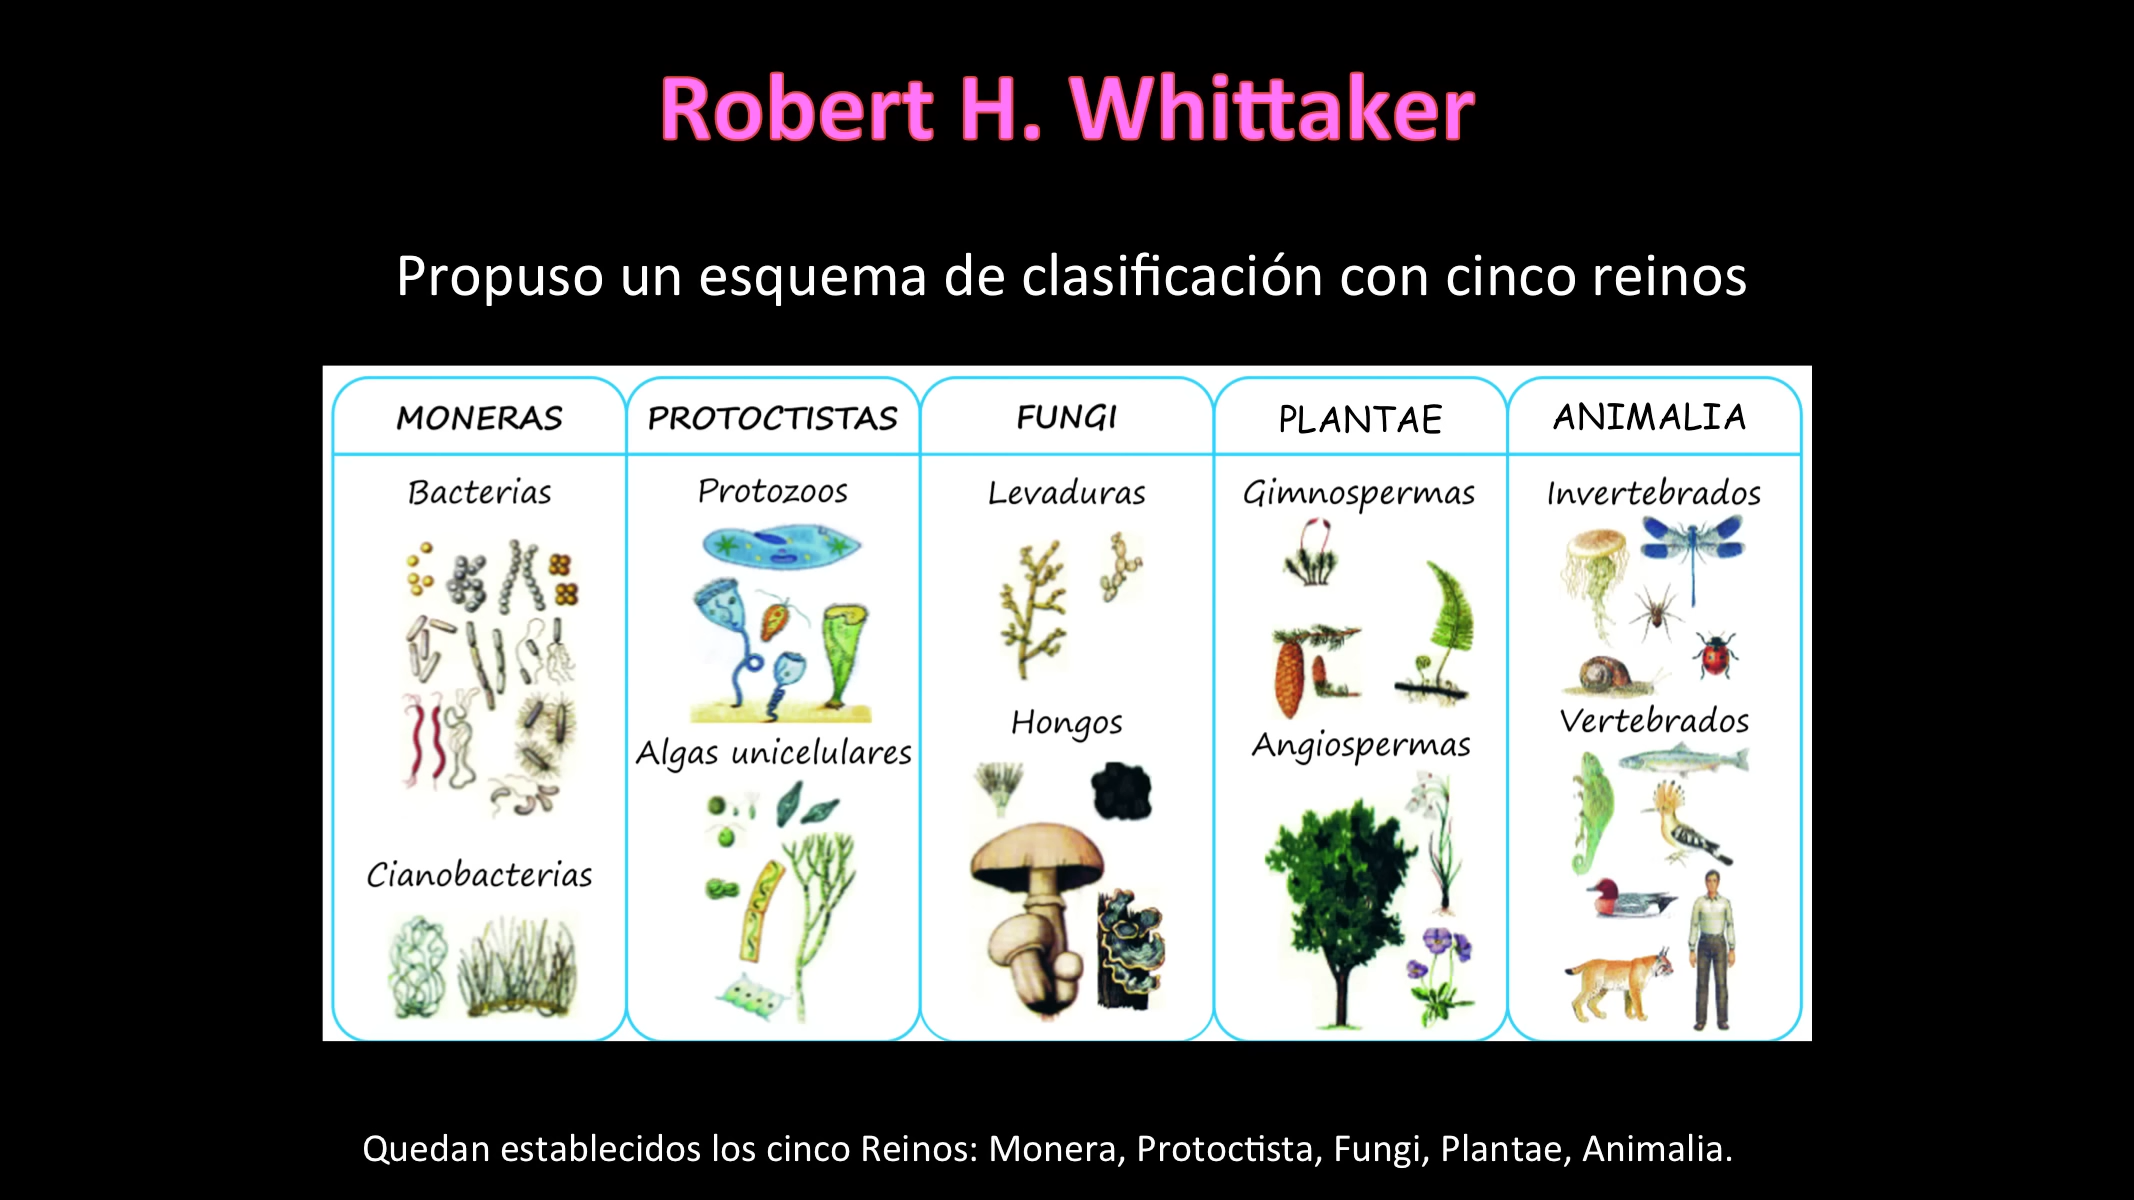 Robert H. Whittaker
Propuso un esquema de clasificación con cinco reinos
MONERAS
Bacterias
Cianobacterias
PROTOCTISTAS
Protozoos
Algas unicelulares
FUNGI
Levaduras
Hongos
PLANTAE
Gimnospermas
Angiospermas
ANIMALIA
Invertebrados
Vertebrados
Quedan establecidos los cinco Reinos: Monera, Protoctista, Fungi, Plantae, Animalia.